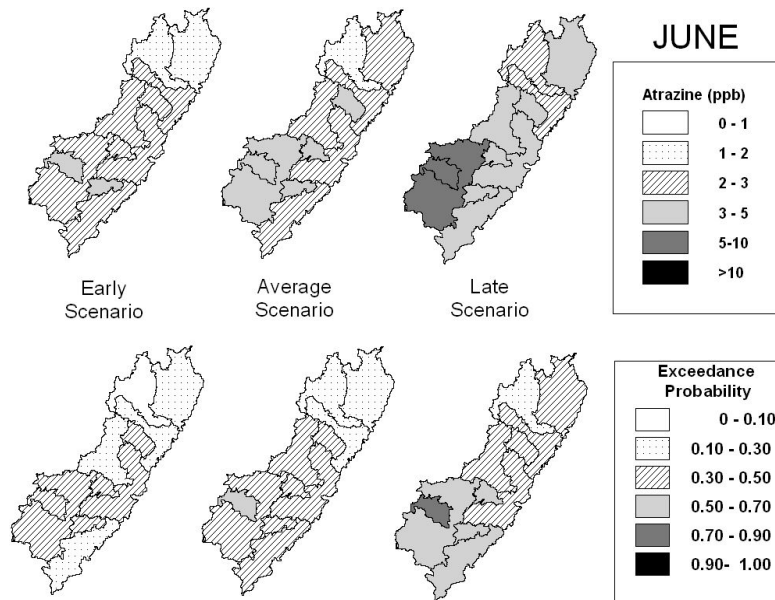 JUNE
Atrazine (ppb)
0 - 1
1 - 2
2 - 3
3 - 5
5-10
>10
Early
Scenario
Average
Scenario
Late
Scenario
Exceedance
Probability
0 - 0.10
0.10 - 0.30
0.30 - 0.50
0.50 - 0.70
0.70 - 0.90
0.90- 1.00